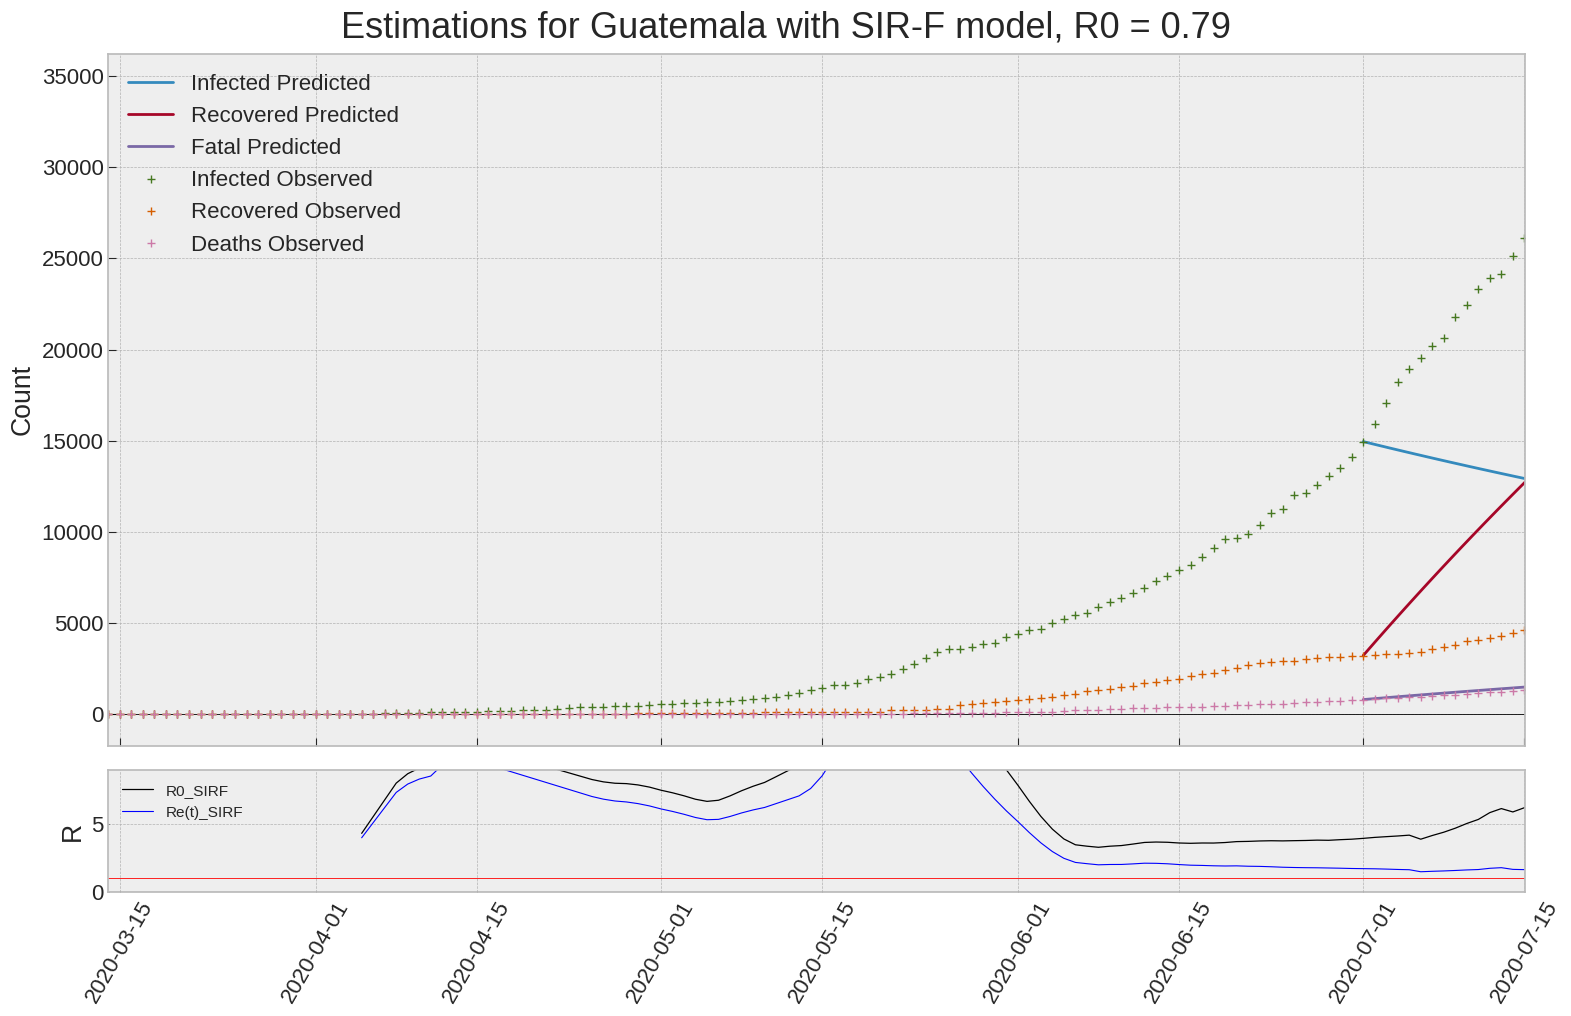 Estimations for Guatemala with SIR-F model, R0 = 0.79
35000
30000
25000
20000
15000
10000
5000
0
Count
Infected Predicted
Recovered Predicted
Fatal Predicted
Infected Observed
Recovered Observed
Deaths Observed
R0_SIRF
Re(t)_SIRF
5
0
R
2020-03-15
2020-04-01
2020-04-15
2020-05-01
2020-05-15
2020-06-01
2020-06-15
2020-07-01
2020-07-15